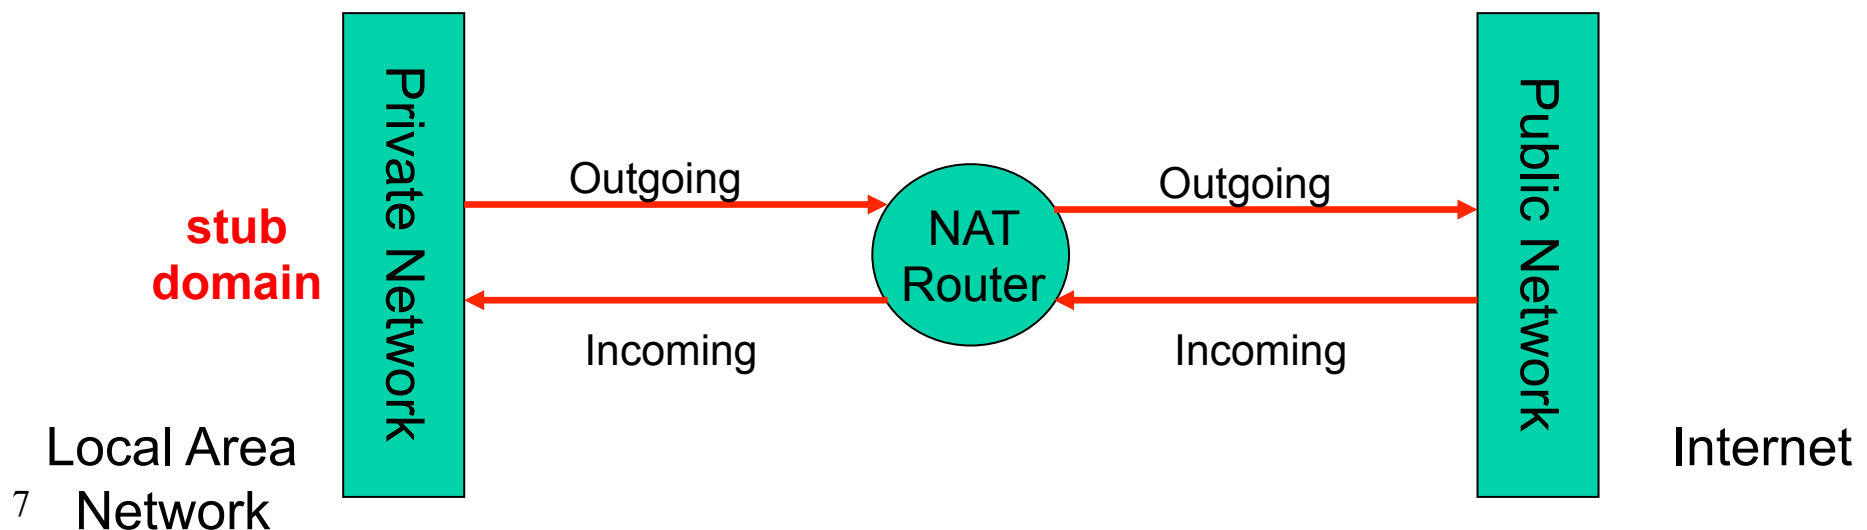 Private Network
Outgoing
Outgoing
Public Network
stub
domain
NAT
Router
Incoming
Incoming
Local Area
Network
Internet
7